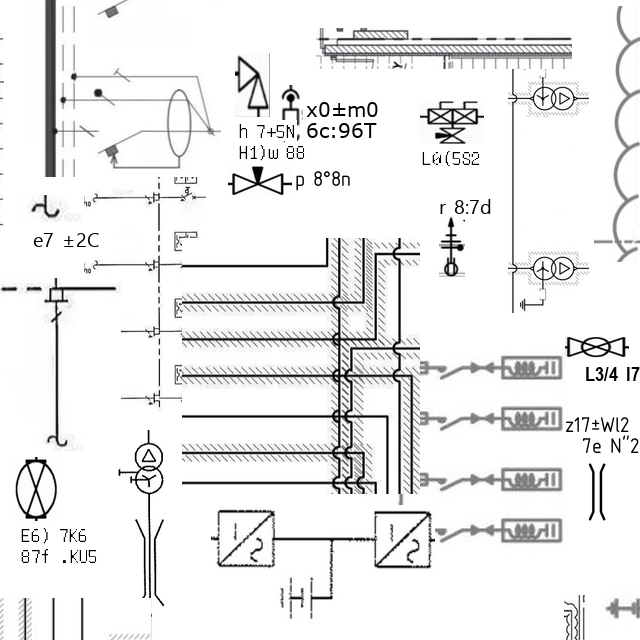 x0±m0
6c:96T
h 7+5N,
H1)w 88
L0(5S2
p 8°8n
r 8:7d
e7 ±2C
L3/4 I7
z17±Wl2
7e N"2
E6) 7K6
87f .KU5